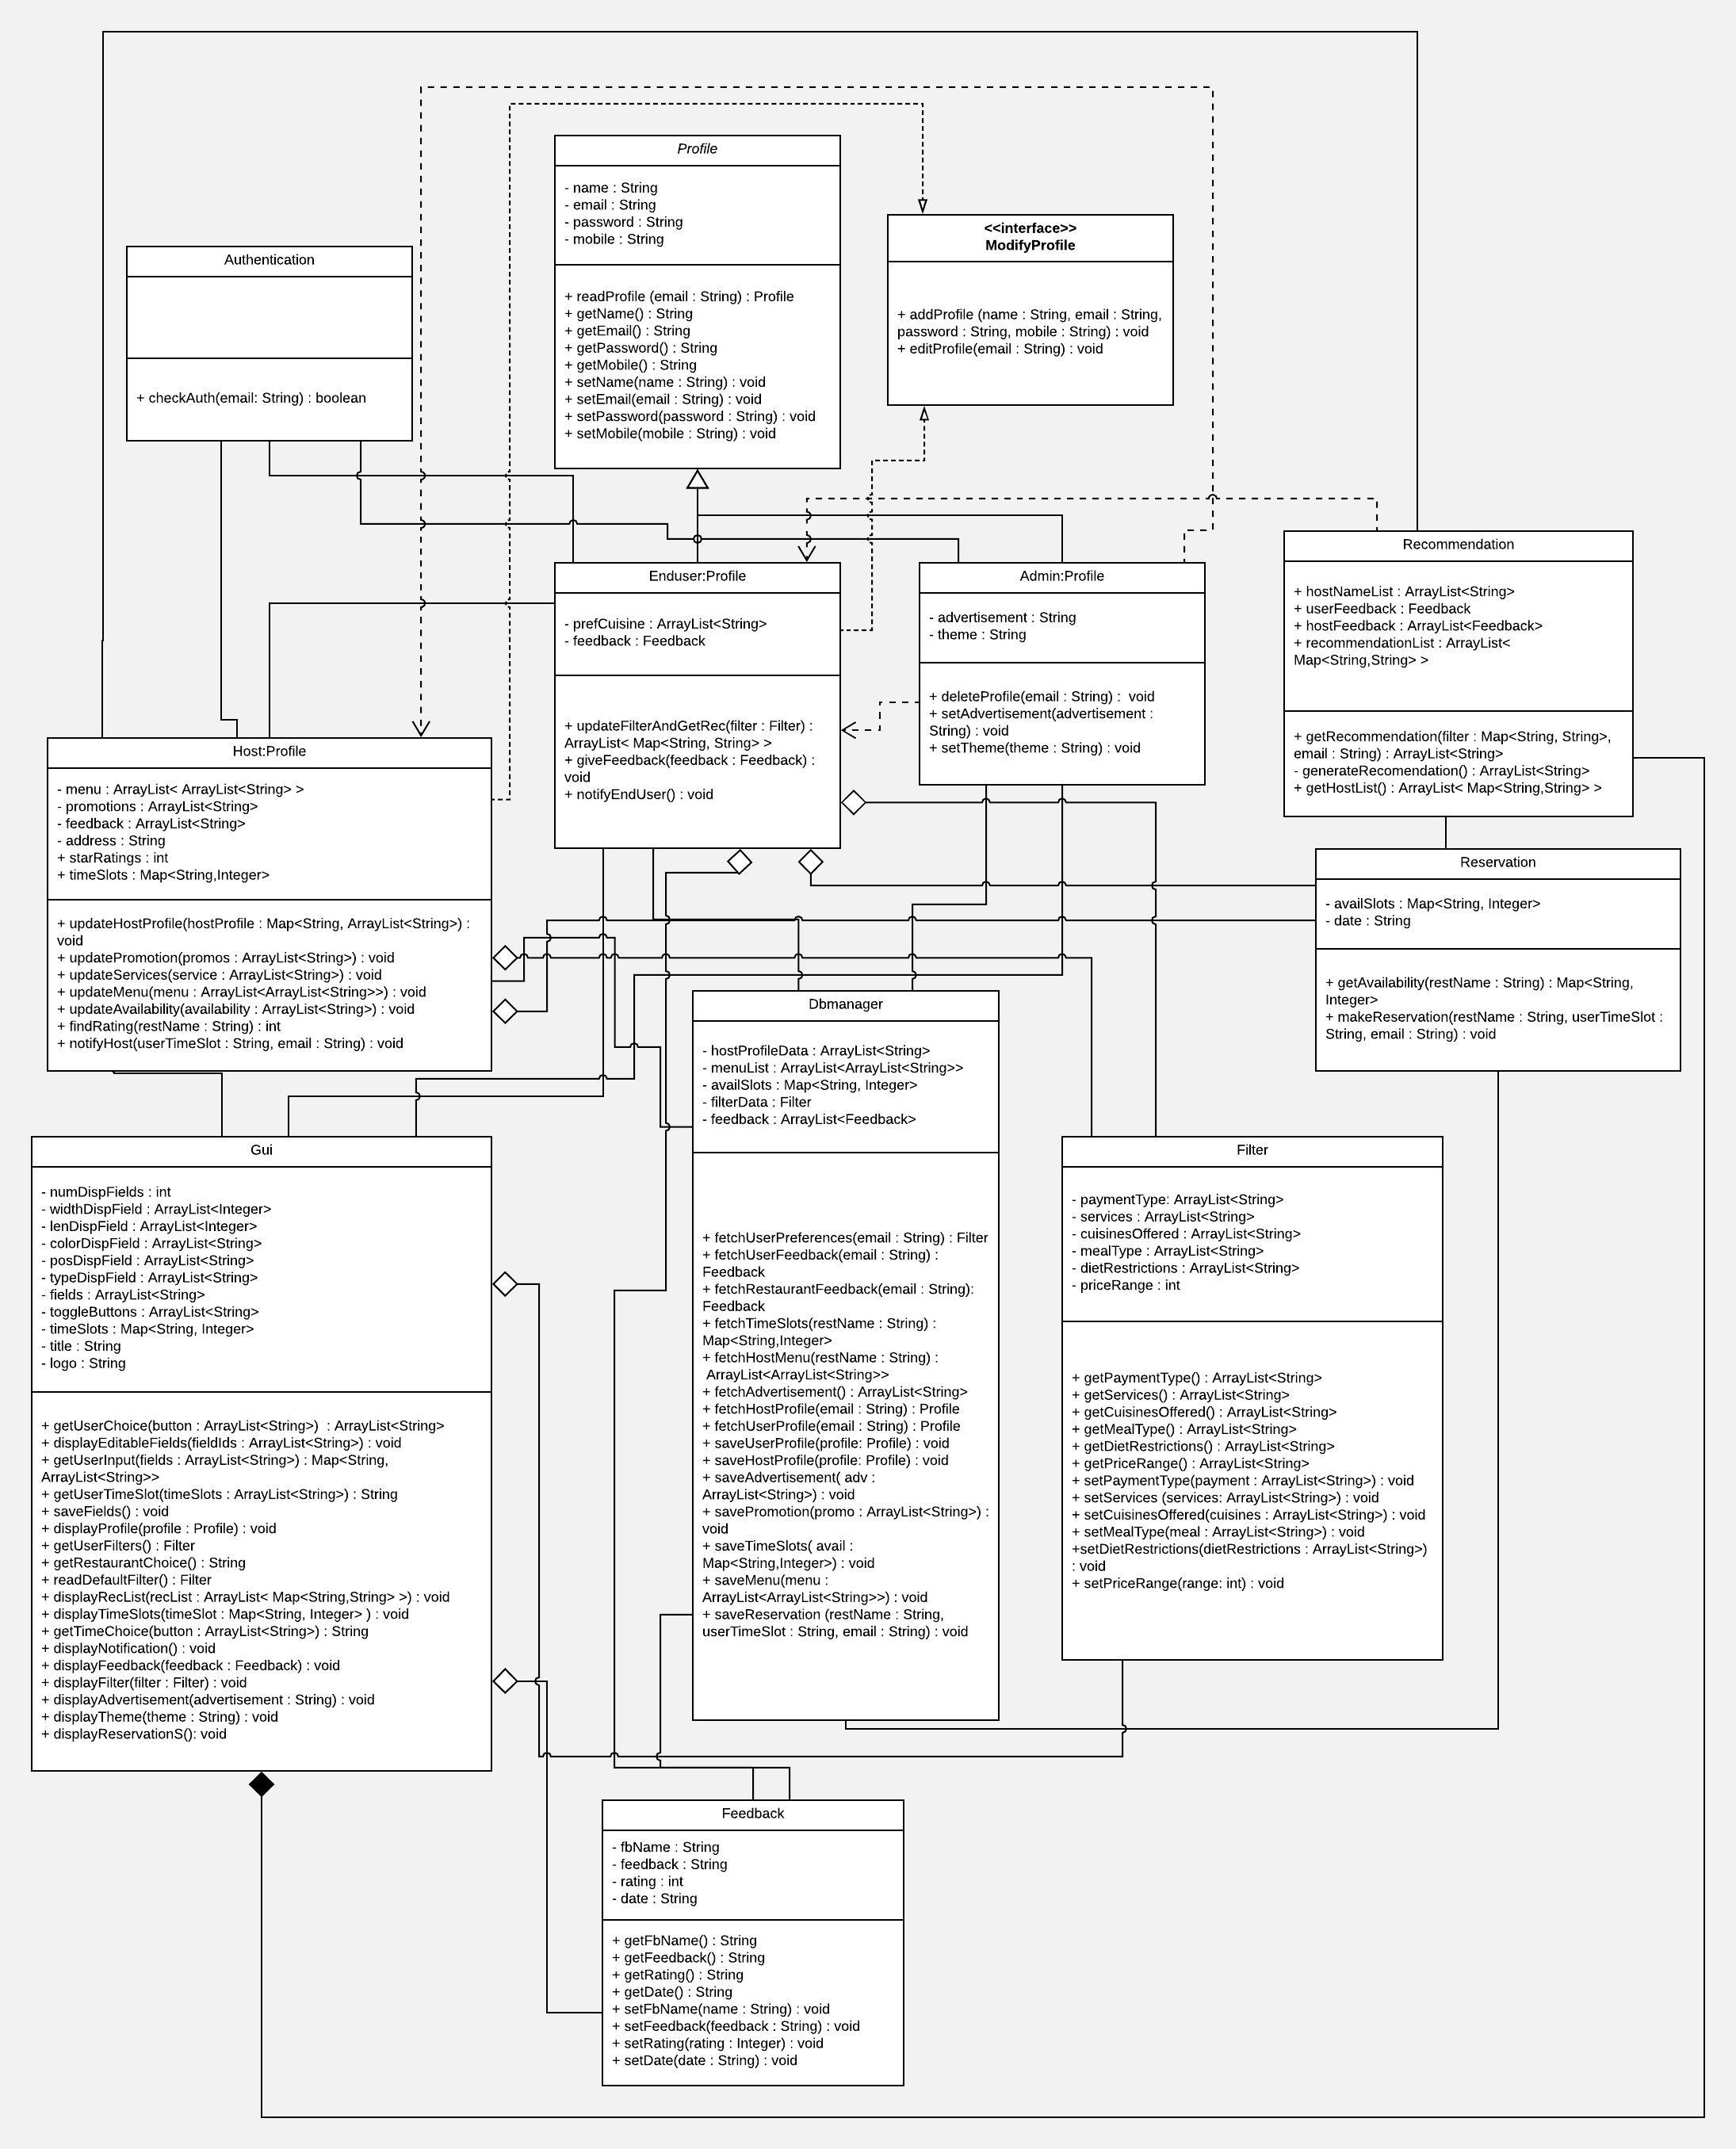 Profile
- name : String
- email : String
- password : String
- mobile : String
+ readProfile (email : String) : Profile
+ getName() : String
+ getEmail() : String
+ getPassword() : String
+ getMobile() : String
+ setName(name : String) : void
+ setEmail(email : String) : void
+ setPassword(password : String) : void
+ setMobile(mobile : String) : void
<<interface>>
ModifyProfile
+ addProfile (name : String, email : String,
password : String, mobile : String) : void
+ editProfile(email : String) : void
Authentication
+ checkAuth(email: String) : boolean
Enduser:Profile
- prefCuisine : ArrayList<String>
- feedback : Feedback
+ updateFilterAndGetRec(filter : Filter) :
ArrayList< Map<String, String> >
+ giveFeedback(feedback : Feedback) :
void
+ notifyEndUser() : void
Admin:Profile
- advertisement : String
- theme : String
+ deleteProfile(email : String) :  void
+ setAdvertisement(advertisement :
String) : void
+ setTheme(theme : String) : void
Recommendation
+ hostNameList : ArrayList<String>
+ userFeedback : Feedback
+ hostFeedback : ArrayList<Feedback>
+ recommendationList : ArrayList<
Map<String,String> >
+ getRecommendation(filter : Map<String, String>,
email : String) : ArrayList<String>
- generateRecomendation() : ArrayList<String>
+ getHostList() : ArrayList< Map<String,String> >
Host:Profile
- menu : ArrayList< ArrayList<String> >
- promotions : ArrayList<String>
- feedback : ArrayList<String>
- address : String
+ starRatings : int
+ timeSlots : Map<String,Integer>
+ updateHostProfile(hostProfile : Map<String, ArrayList<String>) :
void
+ updatePromotion(promos : ArrayList<String>) : void
+ updateServices(service : ArrayList<String>) : void
+ updateMenu(menu : ArrayList<ArrayList<String>>) : void
+ updateAvailability(availability : ArrayList<String>) : void
+ findRating(restName : String) : int
+ notifyHost(userTimeSlot : String, email : String) : void
Reservation
- availSlots : Map<String, Integer>
- date : String
+ getAvailability(restName : String) : Map<String,
Integer>
+ makeReservation(restName : String, userTimeSlot :
String, email : String) : void
Dbmanager
- hostProfileData : ArrayList<String>
- menuList : ArrayList<ArrayList<String>>
- availSlots : Map<String, Integer>
- filterData : Filter
- feedback : ArrayList<Feedback>
+ fetchUserPreferences(email : String) : Filter
+ fetchUserFeedback(email : String) :
Feedback
+ fetchRestaurantFeedback(email : String):
Feedback
+ fetchTimeSlots(restName : String) :
Map<String,Integer>
+ fetchHostMenu(restName : String) :
ArrayList<ArrayList<String>>
+ fetchAdvertisement() : ArrayList<String>
+ fetchHostProfile(email : String) : Profile
+ fetchUserProfile(email : String) : Profile
+ saveUserProfile(profile: Profile) : void
+ saveHostProfile(profile: Profile) : void
+ saveAdvertisement( adv :
ArrayList<String>) : void
+ savePromotion(promo : ArrayList<String>) :
void
+ saveTimeSlots( avail :
Map<String,Integer>) : void
+ saveMenu(menu :
ArrayList<ArrayList<String>>) : void
+ saveReservation (restName : String,
userTimeSlot : String, email : String) : void
Gui
- numDispFields : int
- widthDispField : ArrayList<Integer>
- lenDispField : ArrayList<Integer>
- colorDispField : ArrayList<String>
- posDispField : ArrayList<String>
- typeDispField : ArrayList<String>
- fields : ArrayList<String>
- toggleButtons : ArrayList<String>
- timeSlots : Map<String, Integer>
- title : String
- logo : String
+ getUserChoice(button : ArrayList<String>)  : ArrayList<String>
+ displayEditableFields(fieldIds : ArrayList<String>) : void
+ getUserInput(fields : ArrayList<String>) : Map<String,
ArrayList<String>>
+ getUserTimeSlot(timeSlots : ArrayList<String>) : String
+ saveFields() : void
+ displayProfile(profile : Profile) : void
+ getUserFilters() : Filter
+ getRestaurantChoice() : String
+ readDefaultFilter() : Filter
+ displayRecList(recList : ArrayList< Map<String,String> >) : void
+ displayTimeSlots(timeSlot : Map<String, Integer> ) : void
+ getTimeChoice(button : ArrayList<String>) : String
+ displayNotification() : void
+ displayFeedback(feedback : Feedback) : void
+ displayFilter(filter : Filter) : void
+ displayAdvertisement(advertisement : String) : void
+ displayTheme(theme : String) : void
+ displayReservationS(): void
Filter
- paymentType: ArrayList<String>
- services : ArrayList<String>
- cuisinesOffered : ArrayList<String>
- mealType : ArrayList<String>
- dietRestrictions : ArrayList<String>
- priceRange : int
+ getPaymentType() : ArrayList<String>
+ getServices() : ArrayList<String>
+ getCuisinesOffered() : ArrayList<String>
+ getMealType() : ArrayList<String>
+ getDietRestrictions() : ArrayList<String>
+ getPriceRange() : ArrayList<String>
+ setPaymentType(payment : ArrayList<String>) : void
+ setServices (services: ArrayList<String>) : void
+ setCuisinesOffered(cuisines : ArrayList<String>) : void
+ setMealType(meal : ArrayList<String>) : void
+setDietRestrictions(dietRestrictions : ArrayList<String>)
: void
+ setPriceRange(range: int) : void
Feedback
- fbName : String
- feedback : String
- rating : int
- date : String
+ getFbName() : String
+ getFeedback() : String
+ getRating() : String
+ getDate() : String
+ setFbName(name : String) : void
+ setFeedback(feedback : String) : void
+ setRating(rating : Integer) : void
+ setDate(date : String) : void